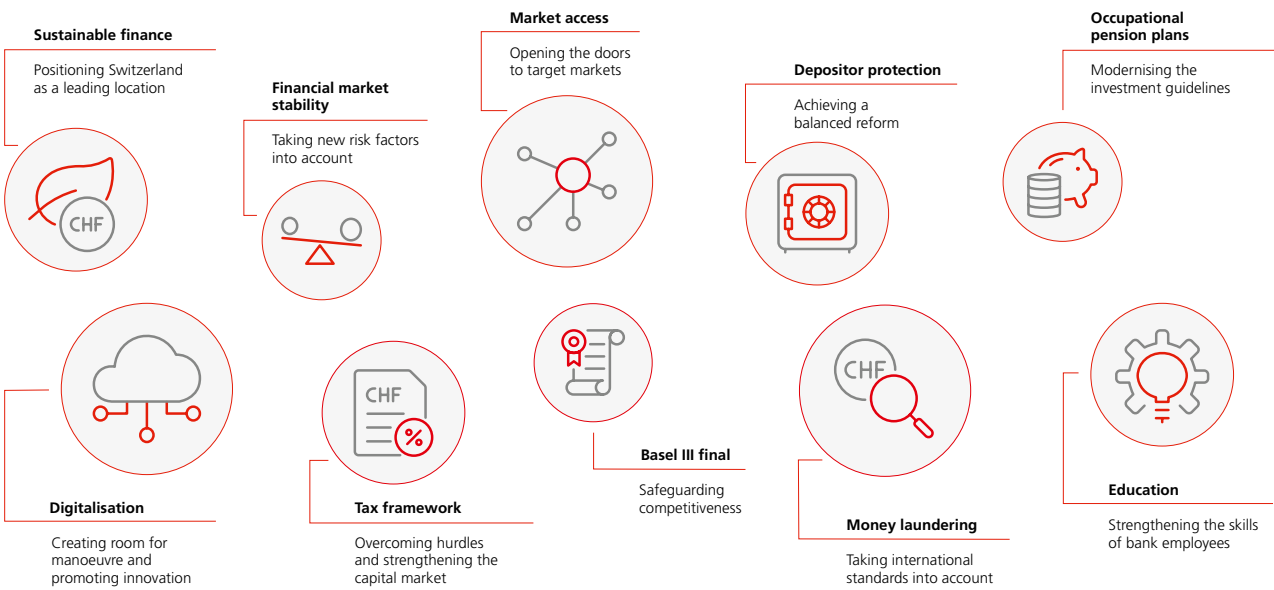 Sustainable finance
Positioning Switzerland
as a leading location
CHF
Financial market
stability
Taking new risk factors
into account
Market access
Opening the doors
to target markets
Depositor protection
Achieving a
balanced reform
Occupational
pension plans
Modernising the
investment guidelines
Digitalisation
Creating room for
manoeuvre and
promoting innovation
CHF
%
Tax framework
Overcoming hurdles
and strengthening the
capital market
Basel III final
Safeguarding
competitiveness
CHF
Money laundering
Taking international
standards into account
Education
Strengthening the skills
of bank employees